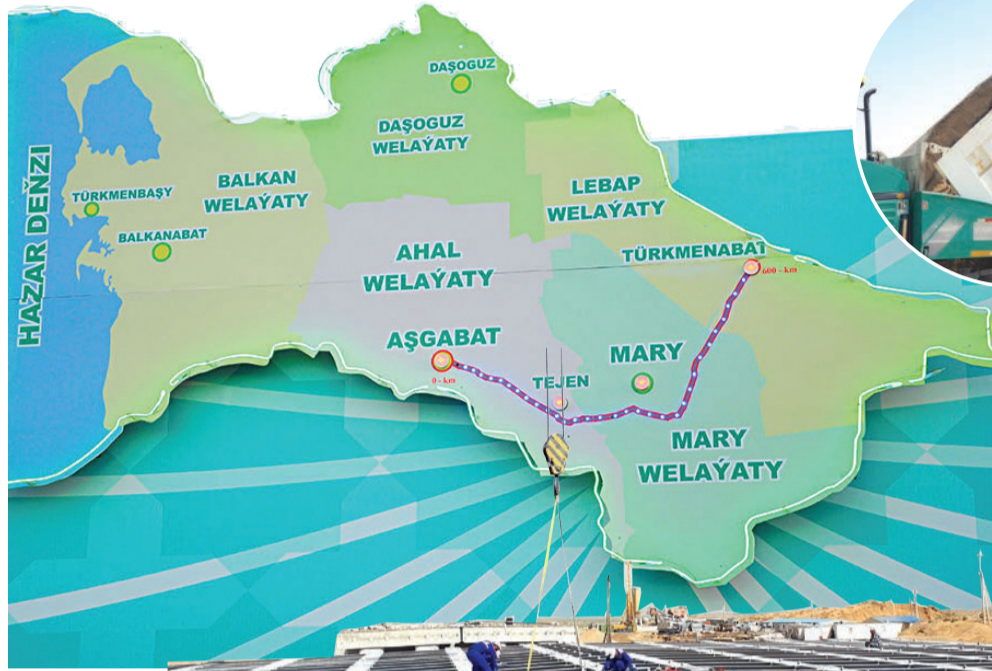 DAŞOGUZ
DAŞOGUZ
WELAÝATY
HAZAR DEŇZI
TÜRKMENBAŞY
BALKAN
WELAÝATY
BALKANABAT
LEBAP
WELAÝATY
AHAL
WELAÝATY
TÜRKMENABAT
600 - km
AŞGABAT
0 - km
TEJEN
MARY
MARY
WELAÝATY